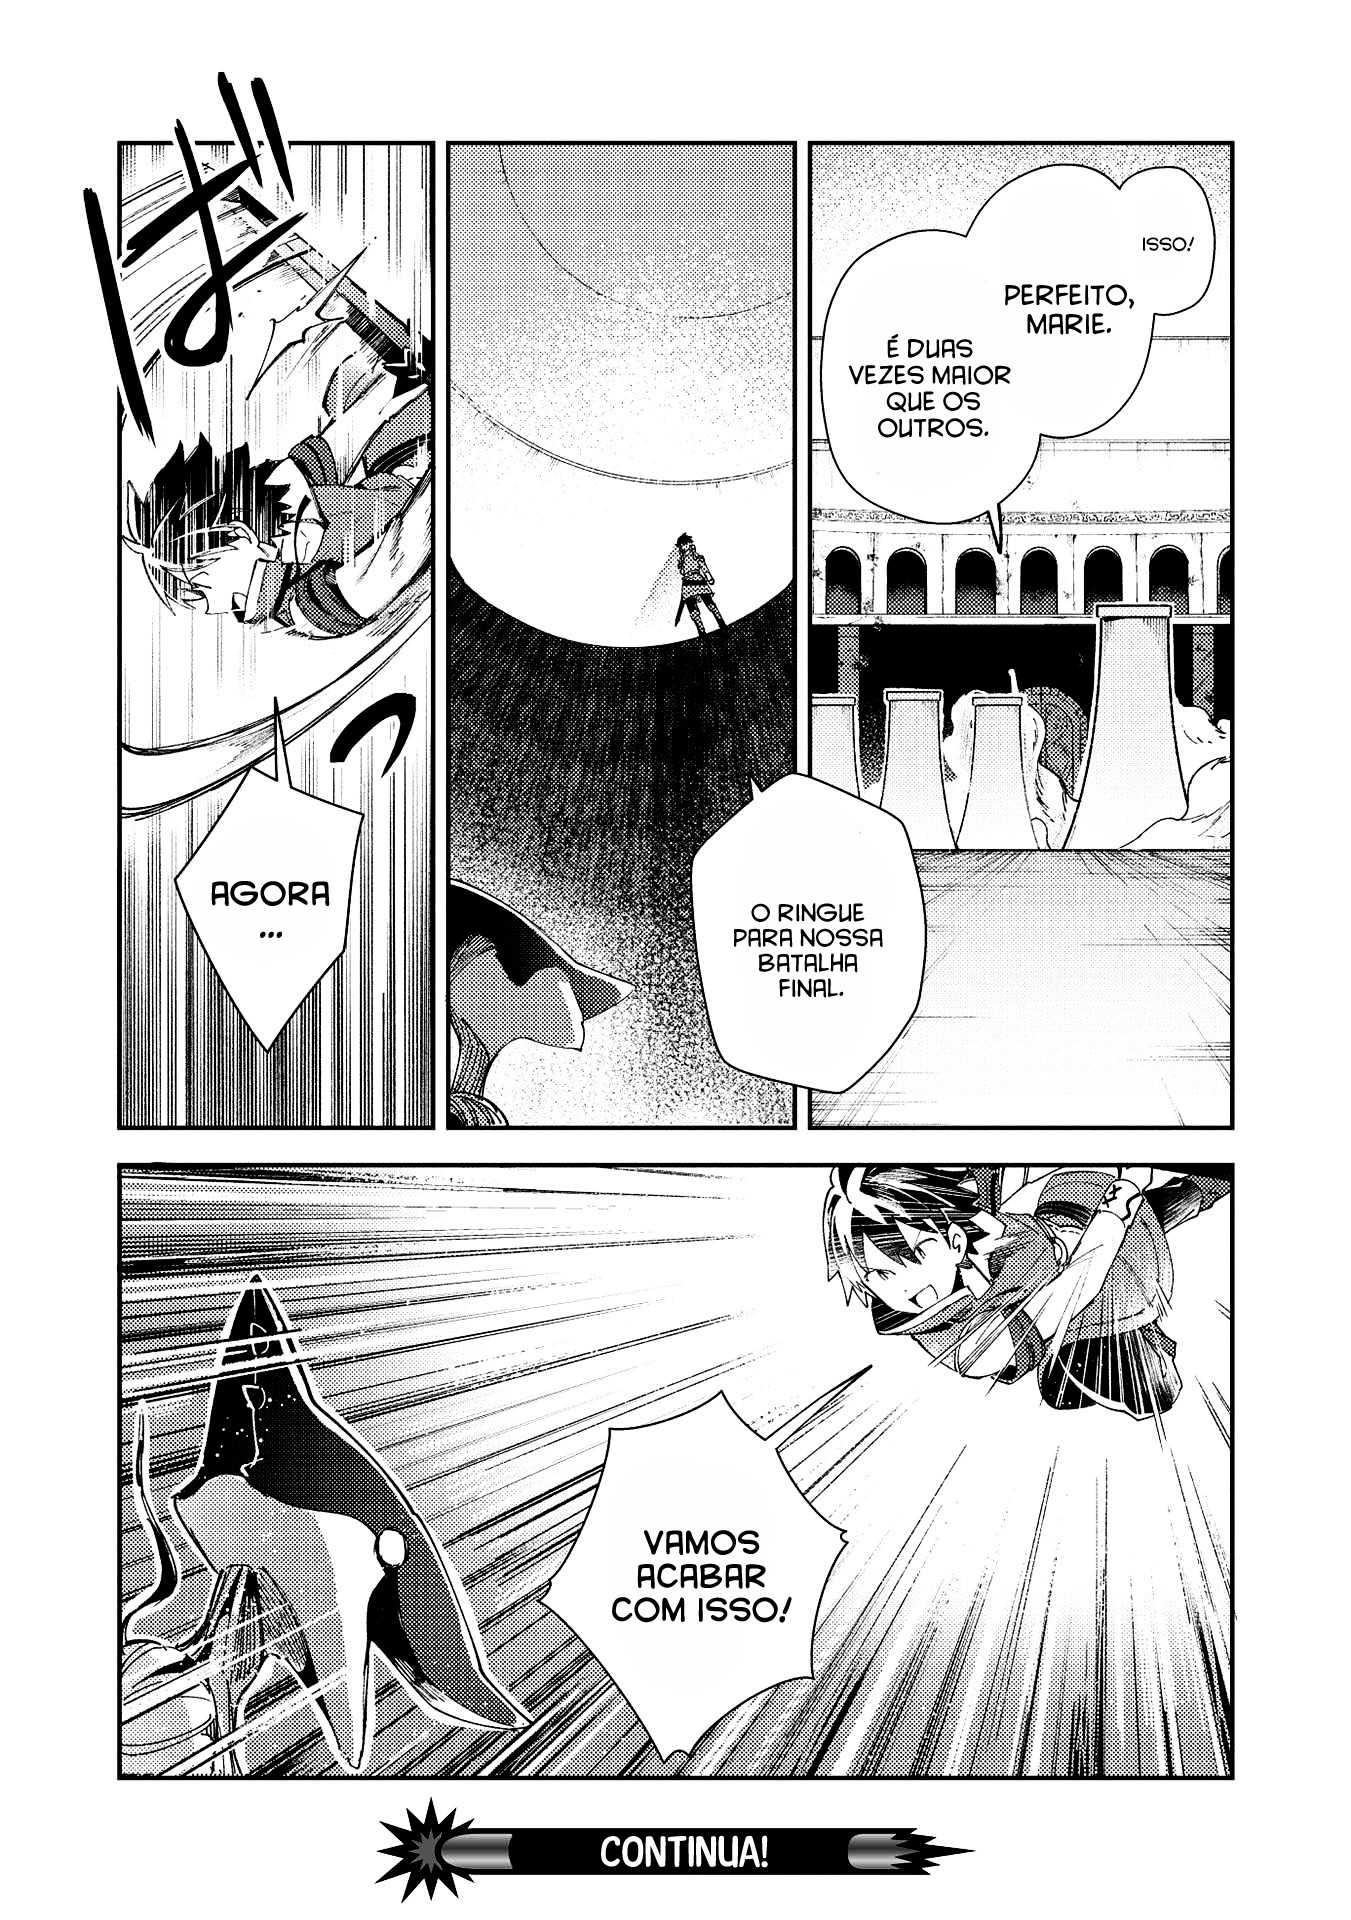 ISSO!
PERFEITO,
MARIE.
É DUAS
VEZES MAIOR
QUE OS
OUTROS.
O RINGUE
PARA NOSSA
BATALHA
FINAL.
ばっ
AGORA
...
VAMOS
ACABAR
COM ISSO!
CONTINUA!